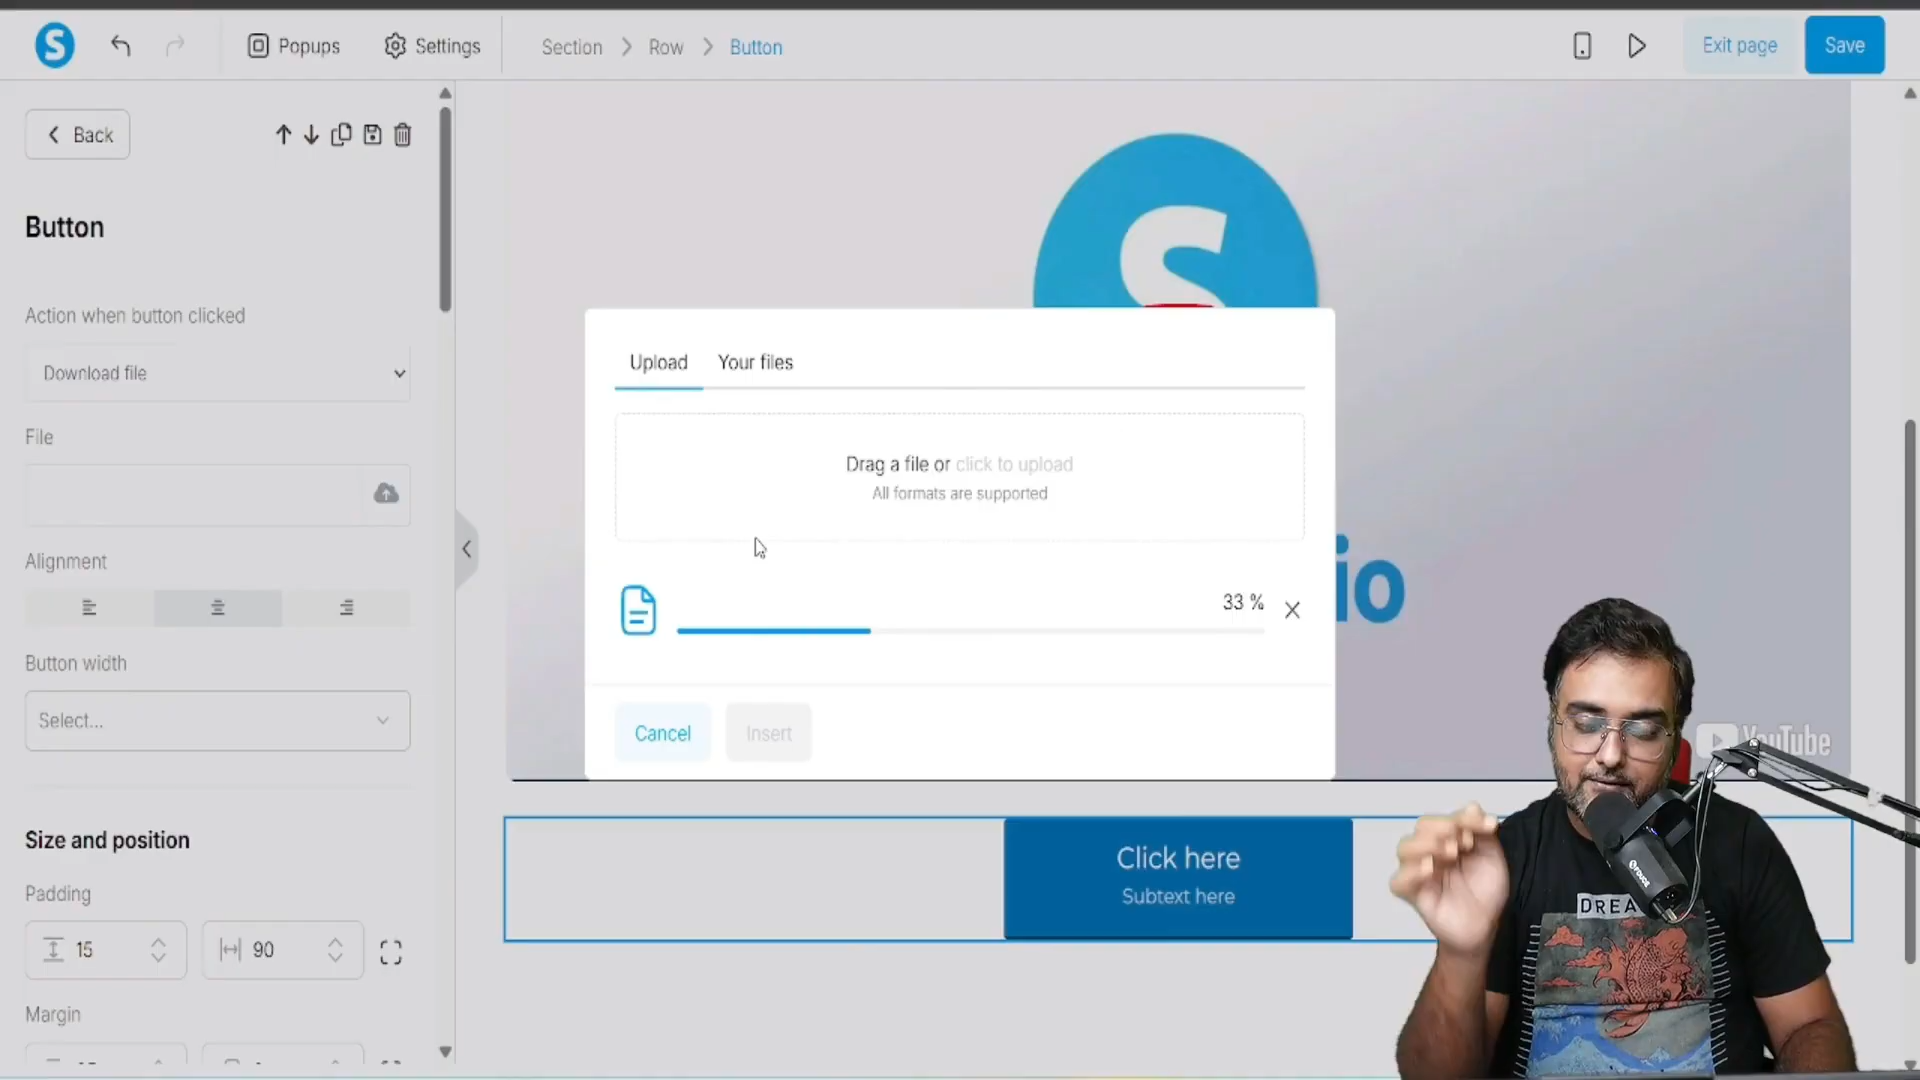 S
Popups
Settings
Section > Row > Button
Exit page
Save
Back
Button
Action when button clicked
Download file
File
Alignment
Button width
Select...
Size and position
Padding
15
90
Margin
S
Upload
Your files
Drag a file or click to upload
All formats are supported
33 %
Cancel
Insert
io
YouTube
Click here
Subtext here
DREA